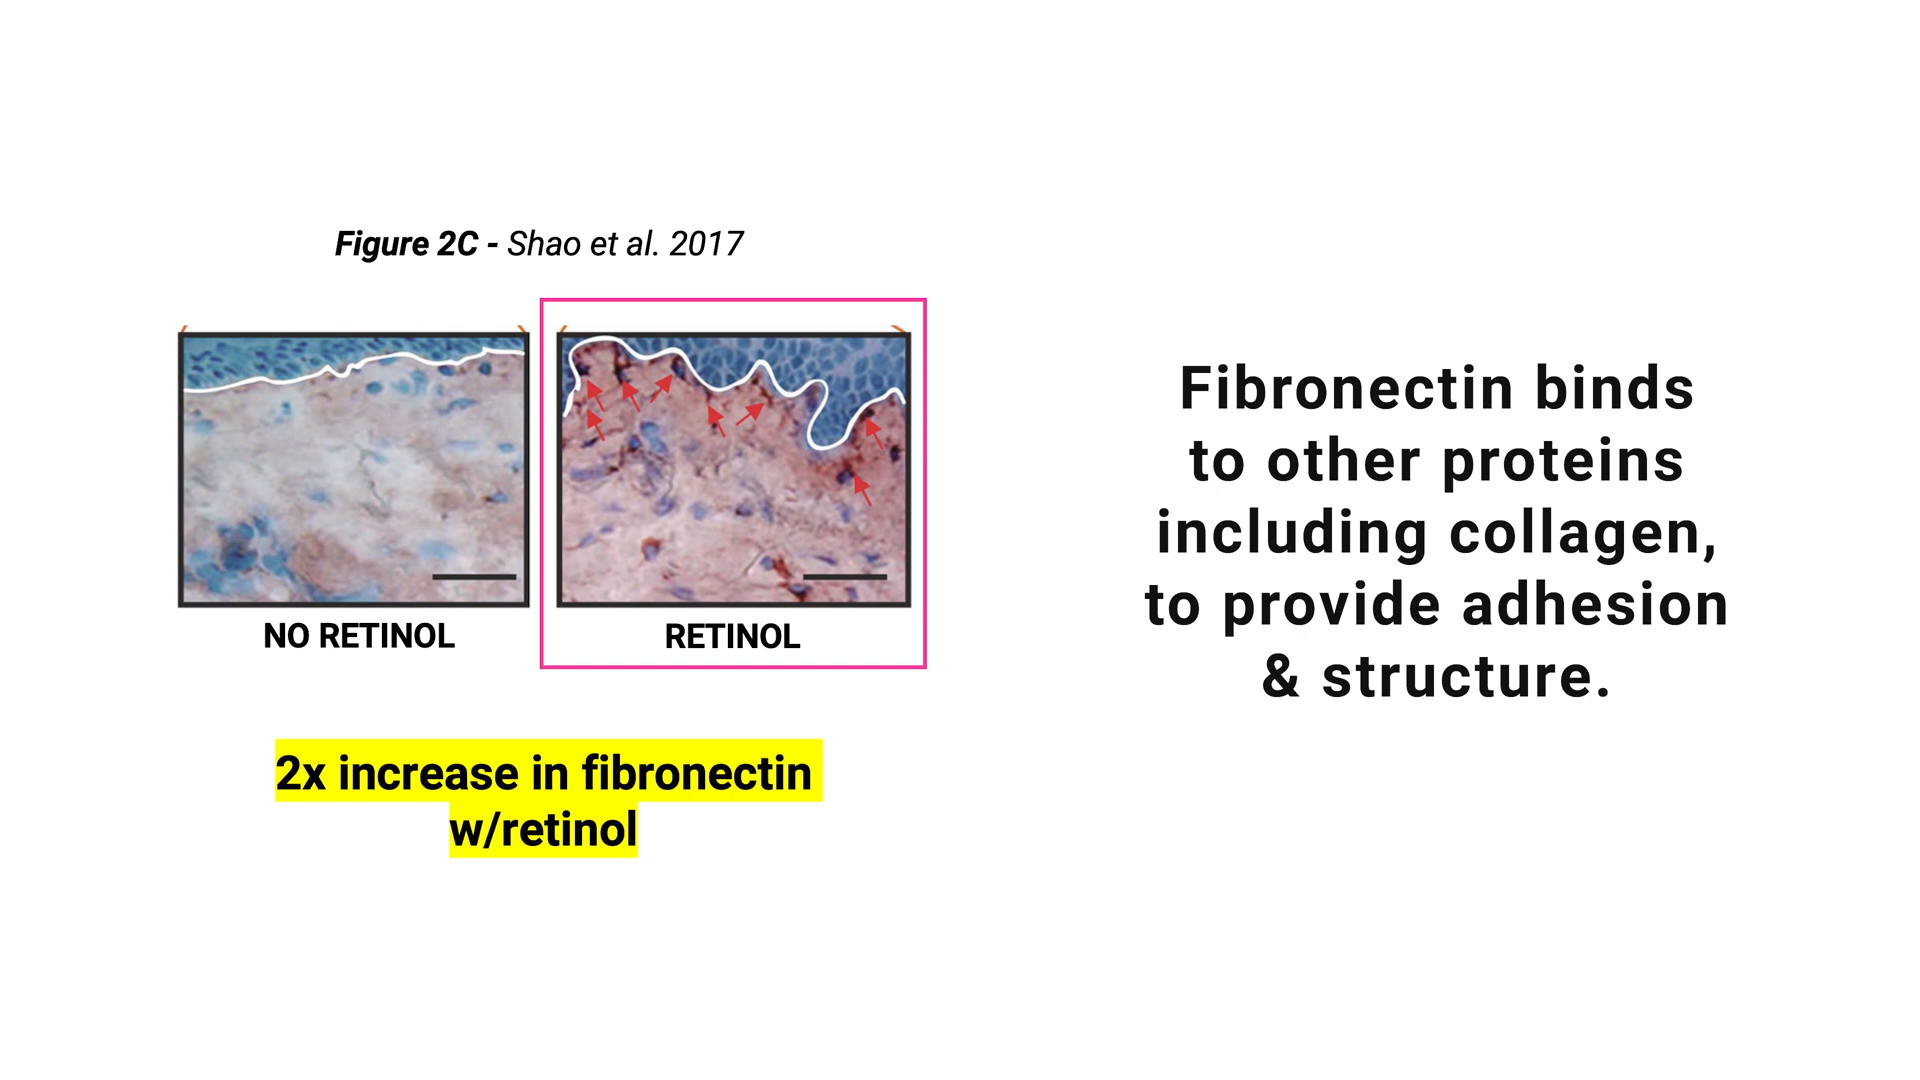 Figure 2C - Shao et al. 2017
NO RETINOL
RETINOL
2x increase in fibronectin
w/retinol
Fibronectin binds
to other proteins
including collagen,
to provide adhesion
& structure.